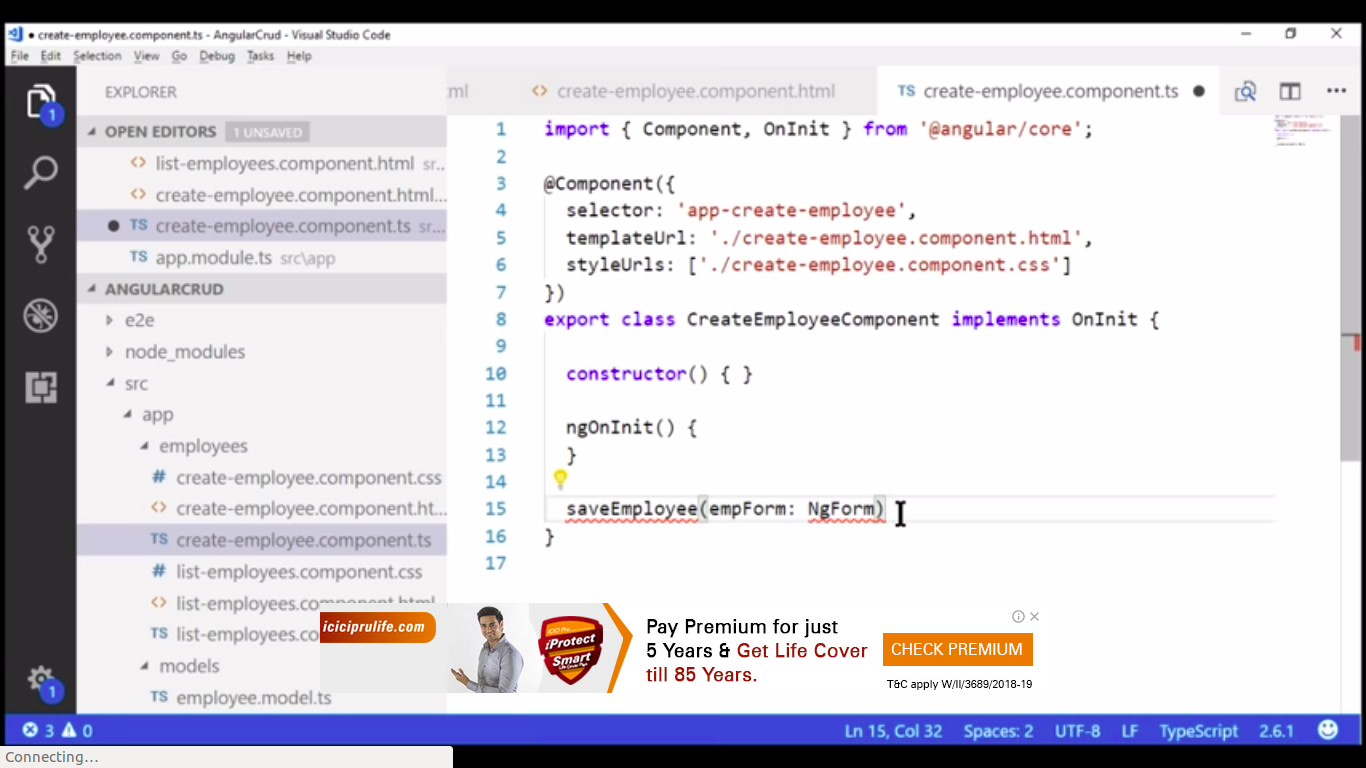 create-employee.component.ts - AngularCrud - Visual Studio Code
File Edit Selection View Go Debug Tasks Help
EXPLORER
OPEN EDITORS 1 UNSAVED
list-employees.component.html sr...
create-employee.component.html...
TS create-employee.component.ts sr...
TS app.module.ts src\app
ANGULARCRUD
e2e
node_modules
src
app
employees
# create-employee.component.css
<> create-employee.component.ht...
TS create-employee.component.ts
# list-employees.component.css
<> list-employees.component.html
TS list-employees.co
models
TS employee.model.ts
ml <> create-employee.component.html TS create-employee.component.ts
1 import { Component, OnInit } from '@angular/core';
2
3 @Component({
4 selector: 'app-create-employee',
5 templateUrl: './create-employee.component.html',
6 styleUrls: ['./create-employee.component.css']
7 })
8 export class CreateEmployeeComponent implements OnInit {
9
10 constructor() { }
11
12 ngOnInit() {
13 }
14
15 saveEmployee(empForm: NgForm)
16 }
17
iciciprulife.com
iProtect
Smart
Pay Premium for just
5 Years & Get Life Cover
till 85 Years.
CHECK PREMIUM
T&C apply W/II/3689/2018-19
3 0 Ln 15, Col 32 Spaces: 2 UTF-8 LF TypeScript 2.6.1
1
1
Connecting...